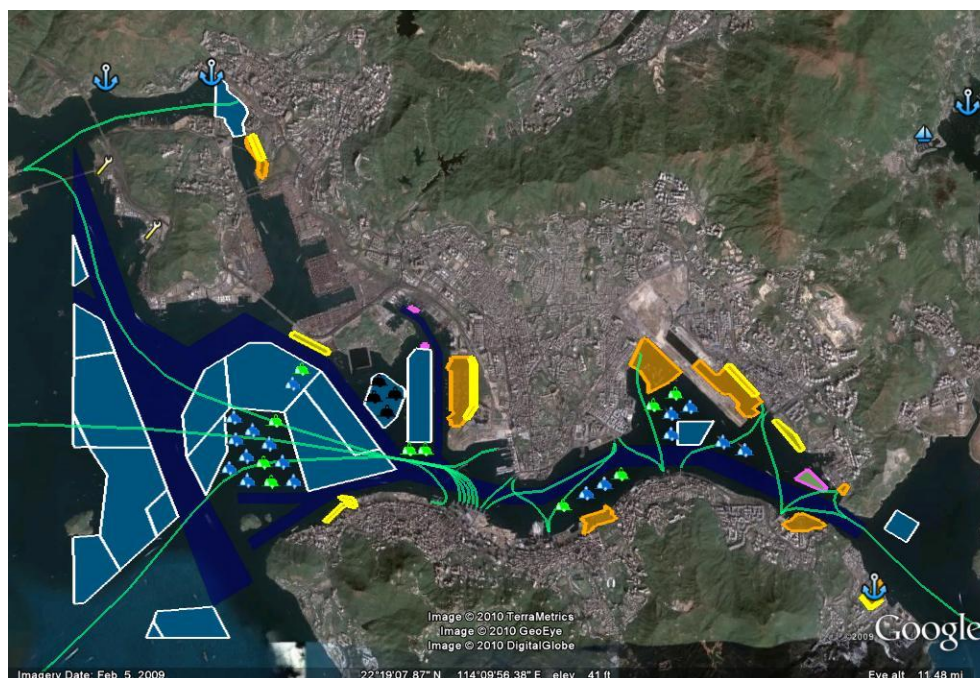 Image © 2010 TerraMetrics
Image © 2010 GeoEye
Image © 2010 DigitalGlobe
©2009 Google
Imagery Date: Feb 5, 2009 22°19'07.87" N 114°09'56.38" E elev 41 ft Eye alt 11.48 mi